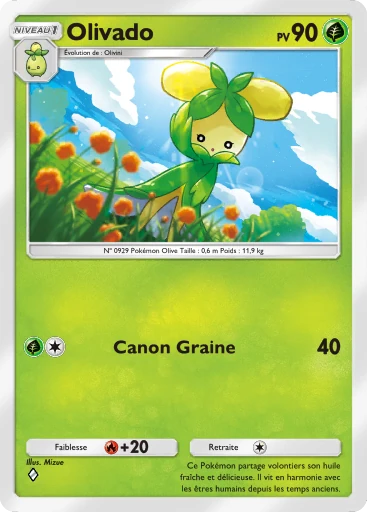 NIVEAU 1
Olivado
PV 90
Évolution de : Olivini
N° 0929 Pokémon Olive Taille : 0,6 m Poids : 11,9 kg
Canon Graine 40
Faiblesse +20 Retraite
Illus. Mizue
Ce Pokémon partage volontiers son huile
fraîche et délicieuse. Il vit en harmonie avec
les êtres humains depuis les temps anciens.